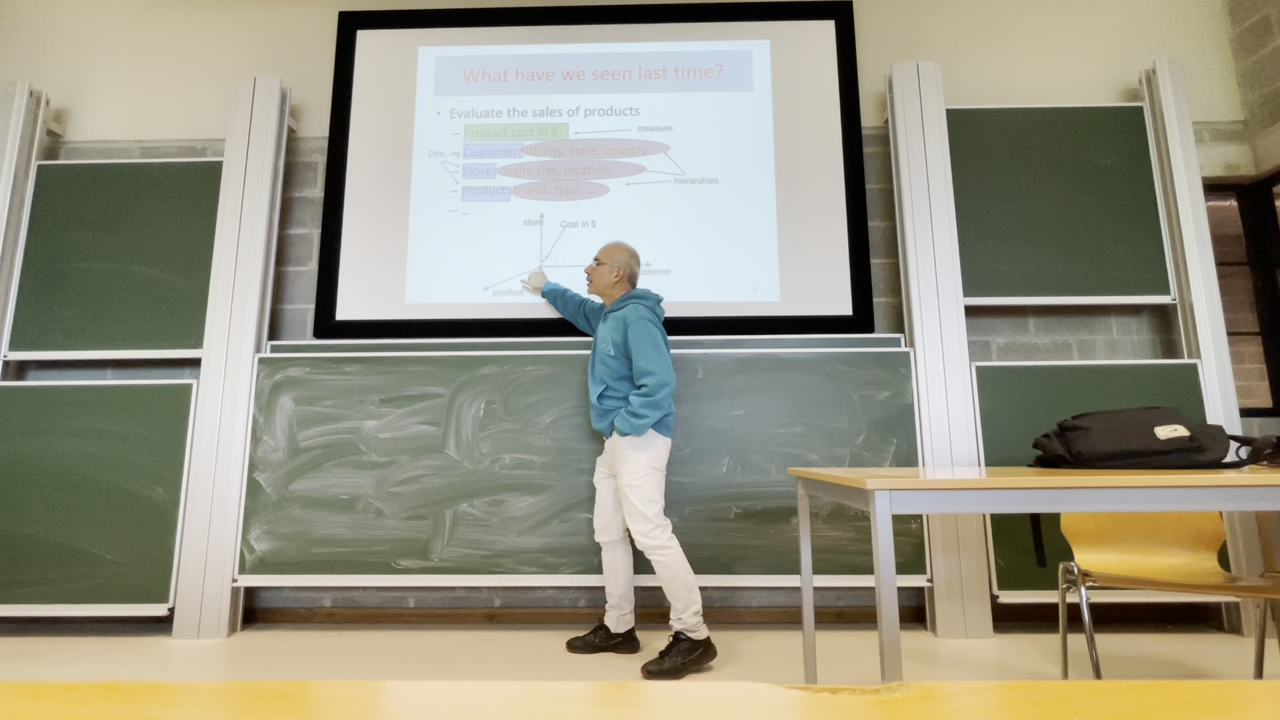 What have we seen last time?
• Evaluate the sales of products
– Product cost in $
measure
Dim.
– Customer: ID, city, state, country,
– Store: chain, size, location,
hierarchies
– Product: brand, type, ...
– ...
store
Cost in $
customer
product